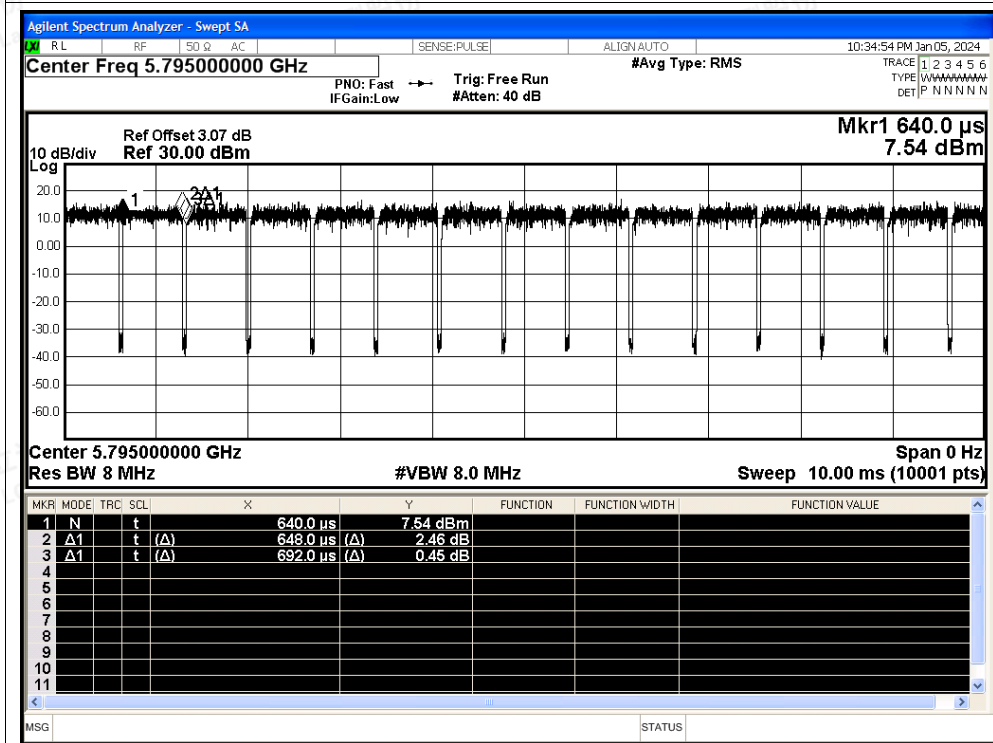 Agilent Spectrum Analyzer - Swept SA
LXI RL RF 50 Ω AC SENSE:PULSE ALIGN AUTO 10:34:54 PM Jan 05, 2024
Center Freq 5.795000000 GHz #Avg Type: RMS TRACE 1 2 3 4 5 6
PNO: Fast Trig: Free Run TYPE WWWWWW
IFGain:Low #Atten: 40 dB DET P N N N N N
Mkr1 640.0 µs
Ref Offset 3.07 dB
10 dB/div Ref 30.00 dBm 7.54 dBm
Log
20.0
1 2Δ1
10.0
0.00
-10.0
-20.0
-30.0
-40.0
-50.0
-60.0
Center 5.795000000 GHz Span 0 Hz
Res BW 8 MHz #VBW 8.0 MHz Sweep 10.00 ms (10001 pts)
MKR MODE TRC SCL X Y FUNCTION FUNCTION WIDTH FUNCTION VALUE
1 N t 640.0 µs 7.54 dBm
2 Δ1 t (Δ) 648.0 µs (Δ) 2.46 dB
3 Δ1 t (Δ) 692.0 µs (Δ) 0.45 dB
4
5
6
7
8
9
10
11
MSG STATUS